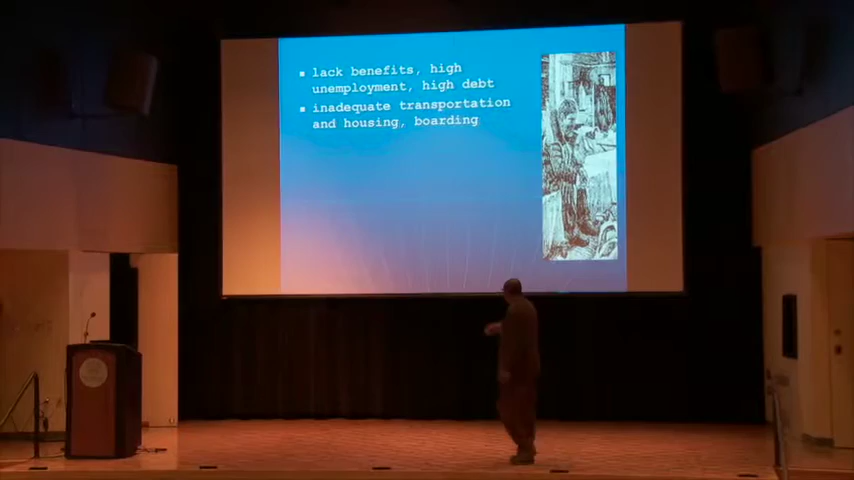 ▪ lack benefits, high
unemployment, high debt
▪ inadequate transportation
and housing, boarding